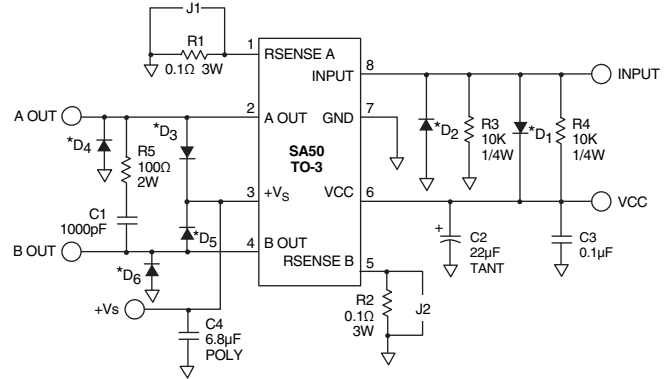 J1
R1
0.1Ω 3W
1
RSENSE A
INPUT
8
INPUT
A OUT
2
A OUT
GND
7
*D4
*D3
R5
100Ω
2W
SA50
TO-3
*D2
R3
10K
1/4W
*D1
R4
10K
1/4W
3
+VS
VCC
6
VCC
C1
1000pF
*D5
B OUT
4
B OUT
RSENSE B
5
+
C2
22µF
TANT
C3
0.1µF
*D6
+Vs
C4
6.8µF
POLY
R2
0.1Ω
3W
J2